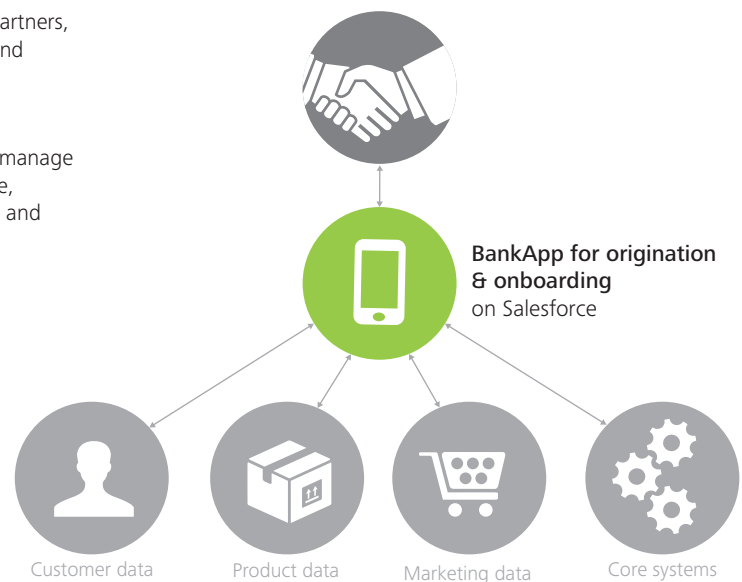 artners,
nd
manage
e,
and
BankApp for origination
& onboarding
on Salesforce
Customer data
Product data
Marketing data
Core systems